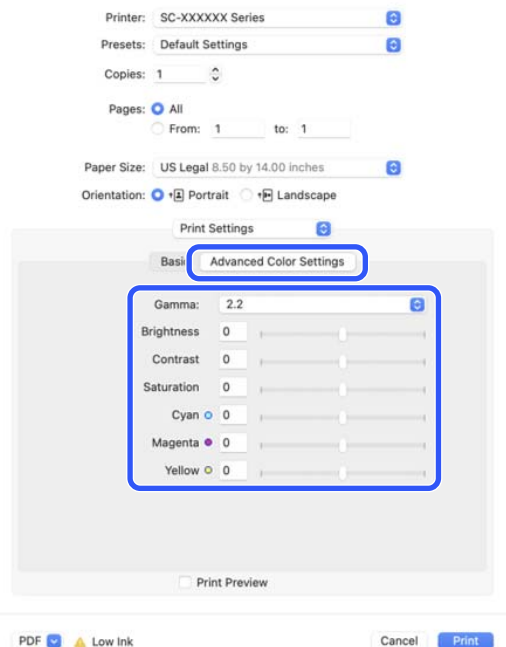 Printer: SC-XXXXXX Series
Presets: Default Settings
Copies: 1
Pages: All
From: 1 to: 1
Paper Size: US Legal 8.50 by 14.00 inches
Orientation: Portrait Landscape
Print Settings
Basi Advanced Color Settings
Gamma: 2.2
Brightness 0
Contrast 0
Saturation 0
Cyan 0
Magenta 0
Yellow 0
Print Preview
PDF Low Ink Cancel Print